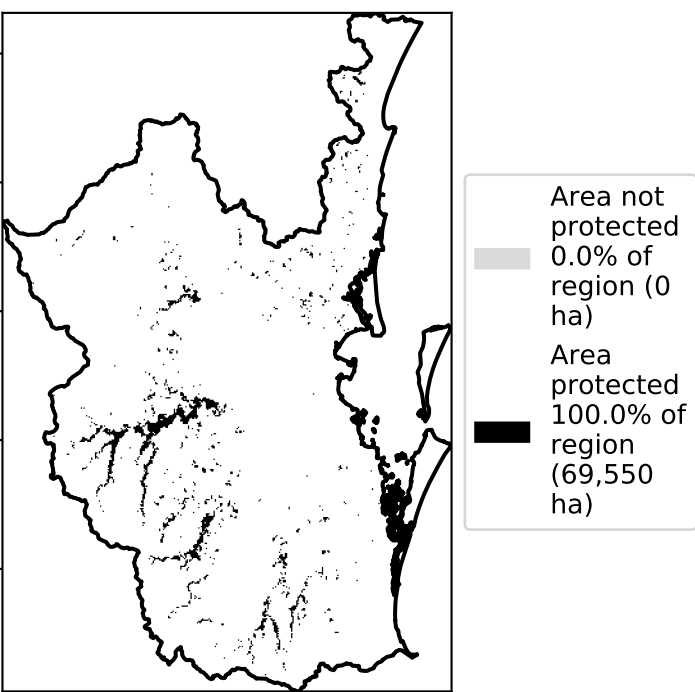 Area not
protected
0.0% of
region (0
ha)
Area
protected
100.0% of
region
(69,550
ha)